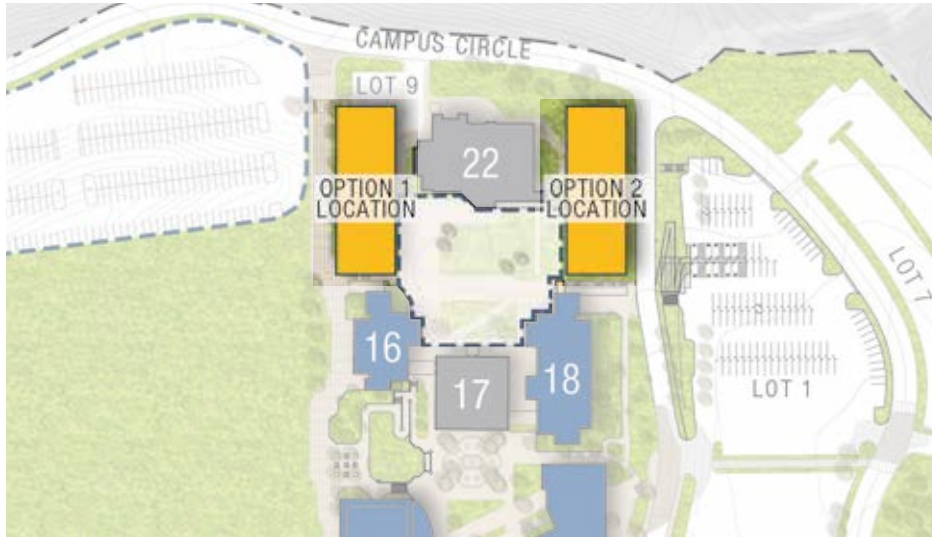 CAMPUS CIRCLE
LOT 9
22
OPTION 1
LOCATION
OPTION 2
LOCATION
LOT 7
16
18
17
LOT 1